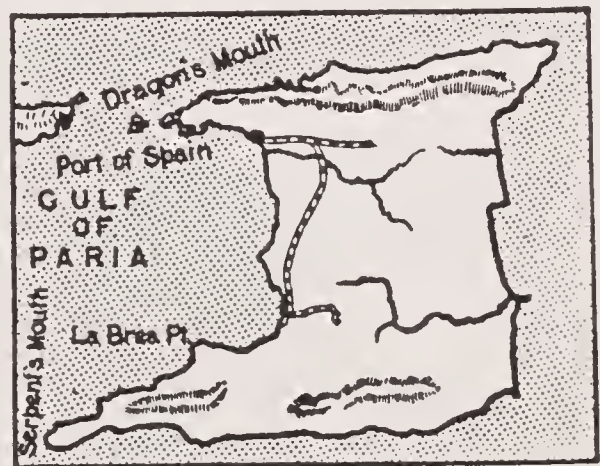 Dragon's Mouth
Port of Spain
GULF
OF
PARIA
La Brea Pt.
Serpent's Mouth